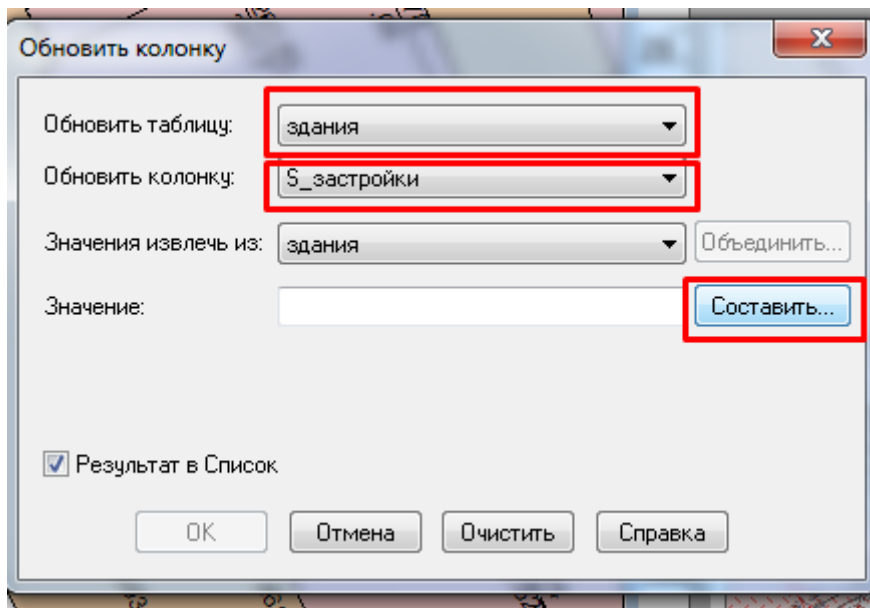 Обновить колонку
Обновить таблицу: здания
Обновить колонку: S_застройки
Значения извлечь из: здания Объединить...
Значение: Составить...
Результат в Список
OK Отмена Очистить Справка